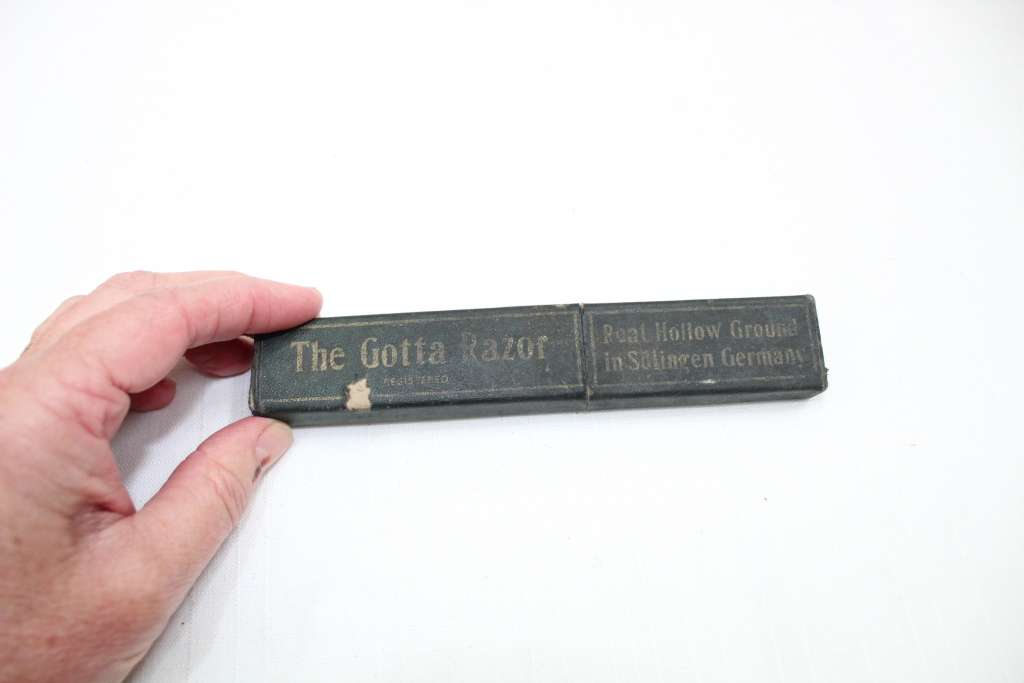 The Gotta Razor
REGISTERED
Real Hollow Ground
in Solingen Germany